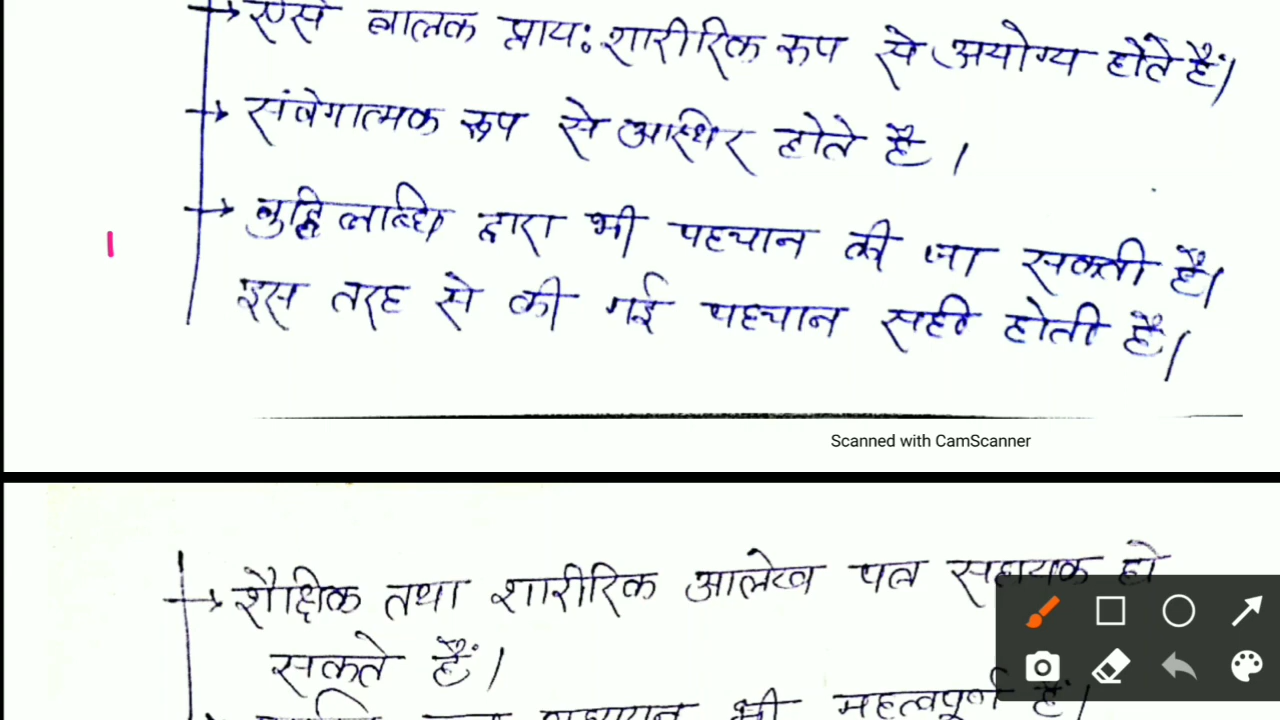 → ऐसे बालक प्राय: शारीरिक रूप से अयोग्य होते हैं।
→ संवेगात्मक रूप से अस्थिर होते है ।
→ बुद्धि लब्धि द्वारा भी पहचान की जा सकती है।
इस तरह से की गई पहचान सही होती है।
Scanned with CamScanner
→ शैक्षिक तथा शारीरिक आलेख पत्र सहायक हो
सकते हैं।
भी महत्वपूर्ण है।